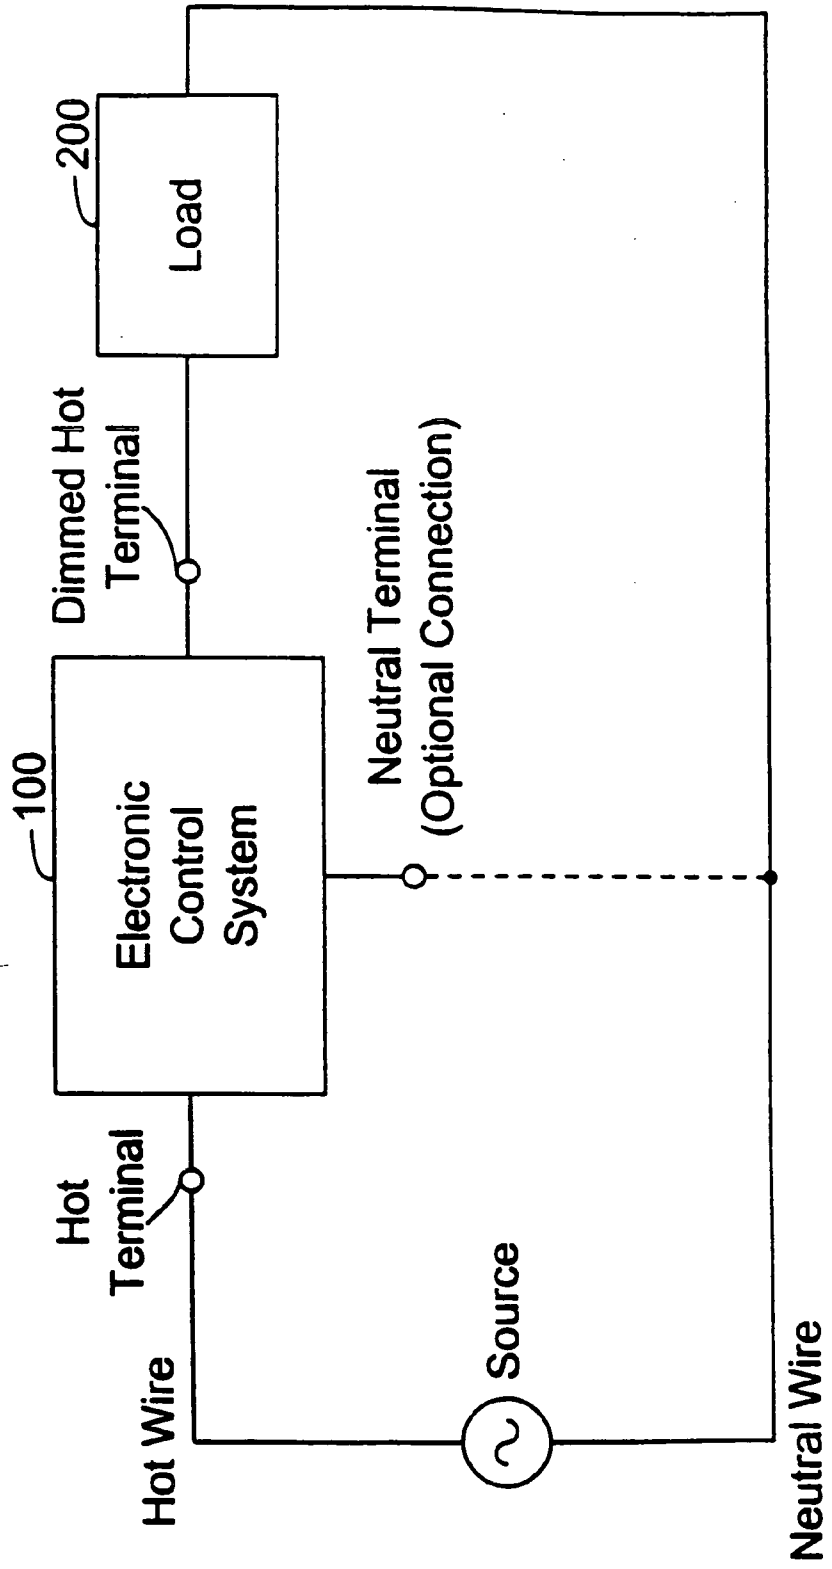 100
200
Hot
Terminal
Dimmed Hot
Terminal
Electronic
Control
System
Load
Hot Wire
Neutral Terminal
(Optional Connection)
Source
Neutral Wire